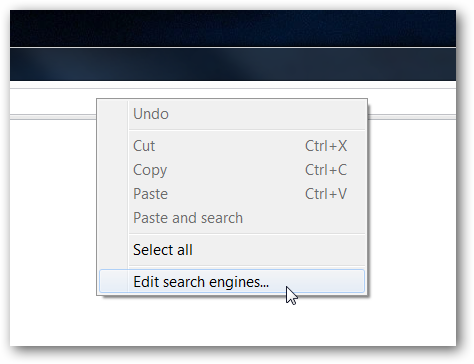 Undo
Cut Ctrl+X
Copy Ctrl+C
Paste Ctrl+V
Paste and search
Select all
Edit search engines...